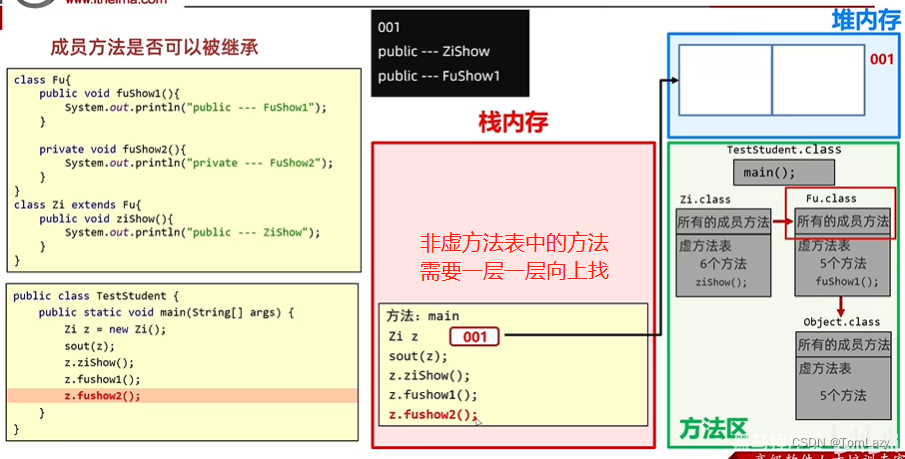 www.itheima.com
成员方法是否可以被继承
class Fu{
public void fuShow1(){
System.out.println("public --- FuShow1");
}
private void fuShow2(){
System.out.println("private --- FuShow2");
}
}
class Zi extends Fu{
public void ziShow(){
System.out.println("public --- ZiShow");
}
}
public class TestStudent {
public static void main(String[] args) {
Zi z = new Zi();
sout(z);
z.ziShow();
z.fushow1();
z.fushow2();
}
}
001
public --- ZiShow
public --- FuShow1
栈内存
非虚方法表中的方法
需要一层一层向上找
方法：main
Zi z 001
sout(z);
z.ziShow();
z.fushow1();
z.fushow2();
堆内存
001
TestStudent.class
main();
Zi.class
所有的成员方法
虚方法表
6个方法
ziShow();
Fu.class
所有的成员方法
虚方法表
5个方法
fuShow1();
Object.class
所有的成员方法
虚方法表
5个方法
方法区
CSDN @TomLazy